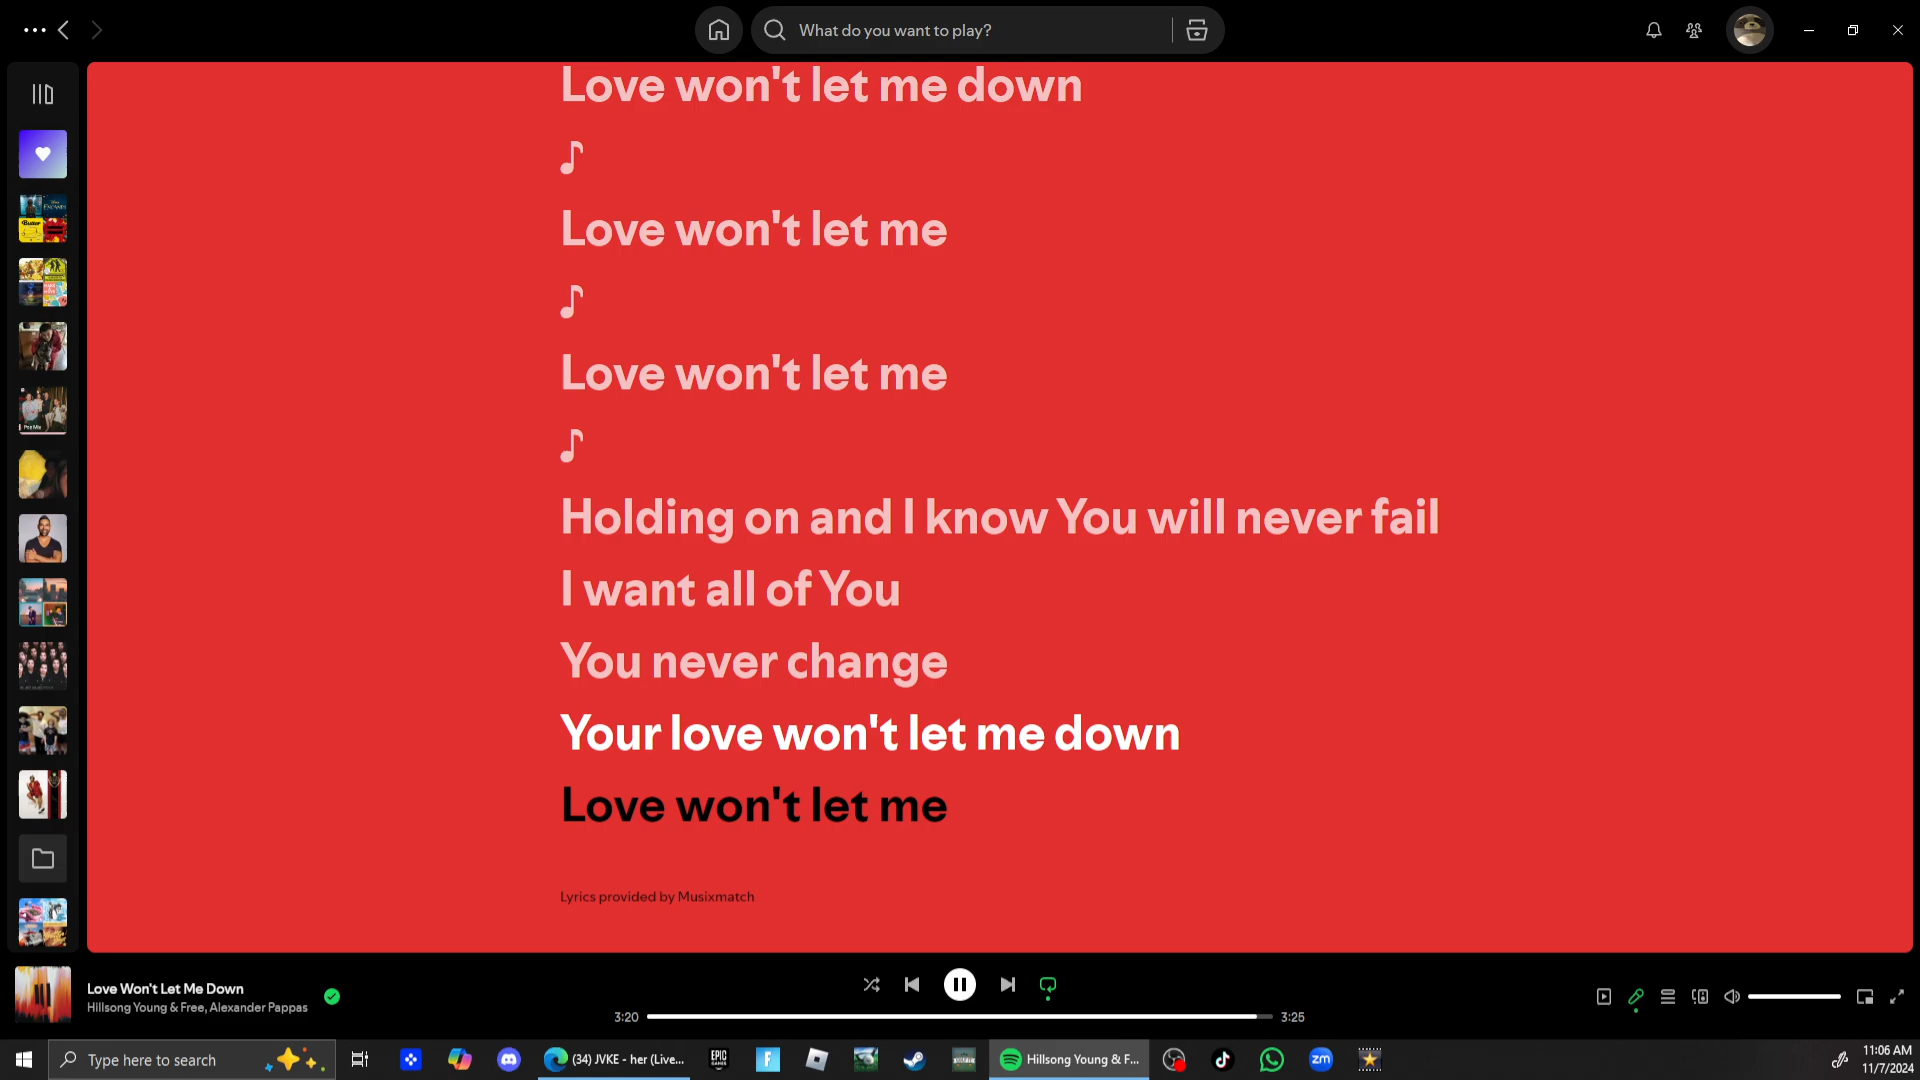 What do you want to play?
Love won't let me down
♪
Love won't let me
♪
Love won't let me
♪
Holding on and I know You will never fail
I want all of You
You never change
Your love won't let me down
Love won't let me
Lyrics provided by Musixmatch
Love Won't Let Me Down
Hillsong Young & Free, Alexander Pappas
3:20
3:25
Type here to search
(34) JVKE - her (Live...
EPIC GAMES
Hillsong Young & F...
zm
11:06 AM
11/7/2024